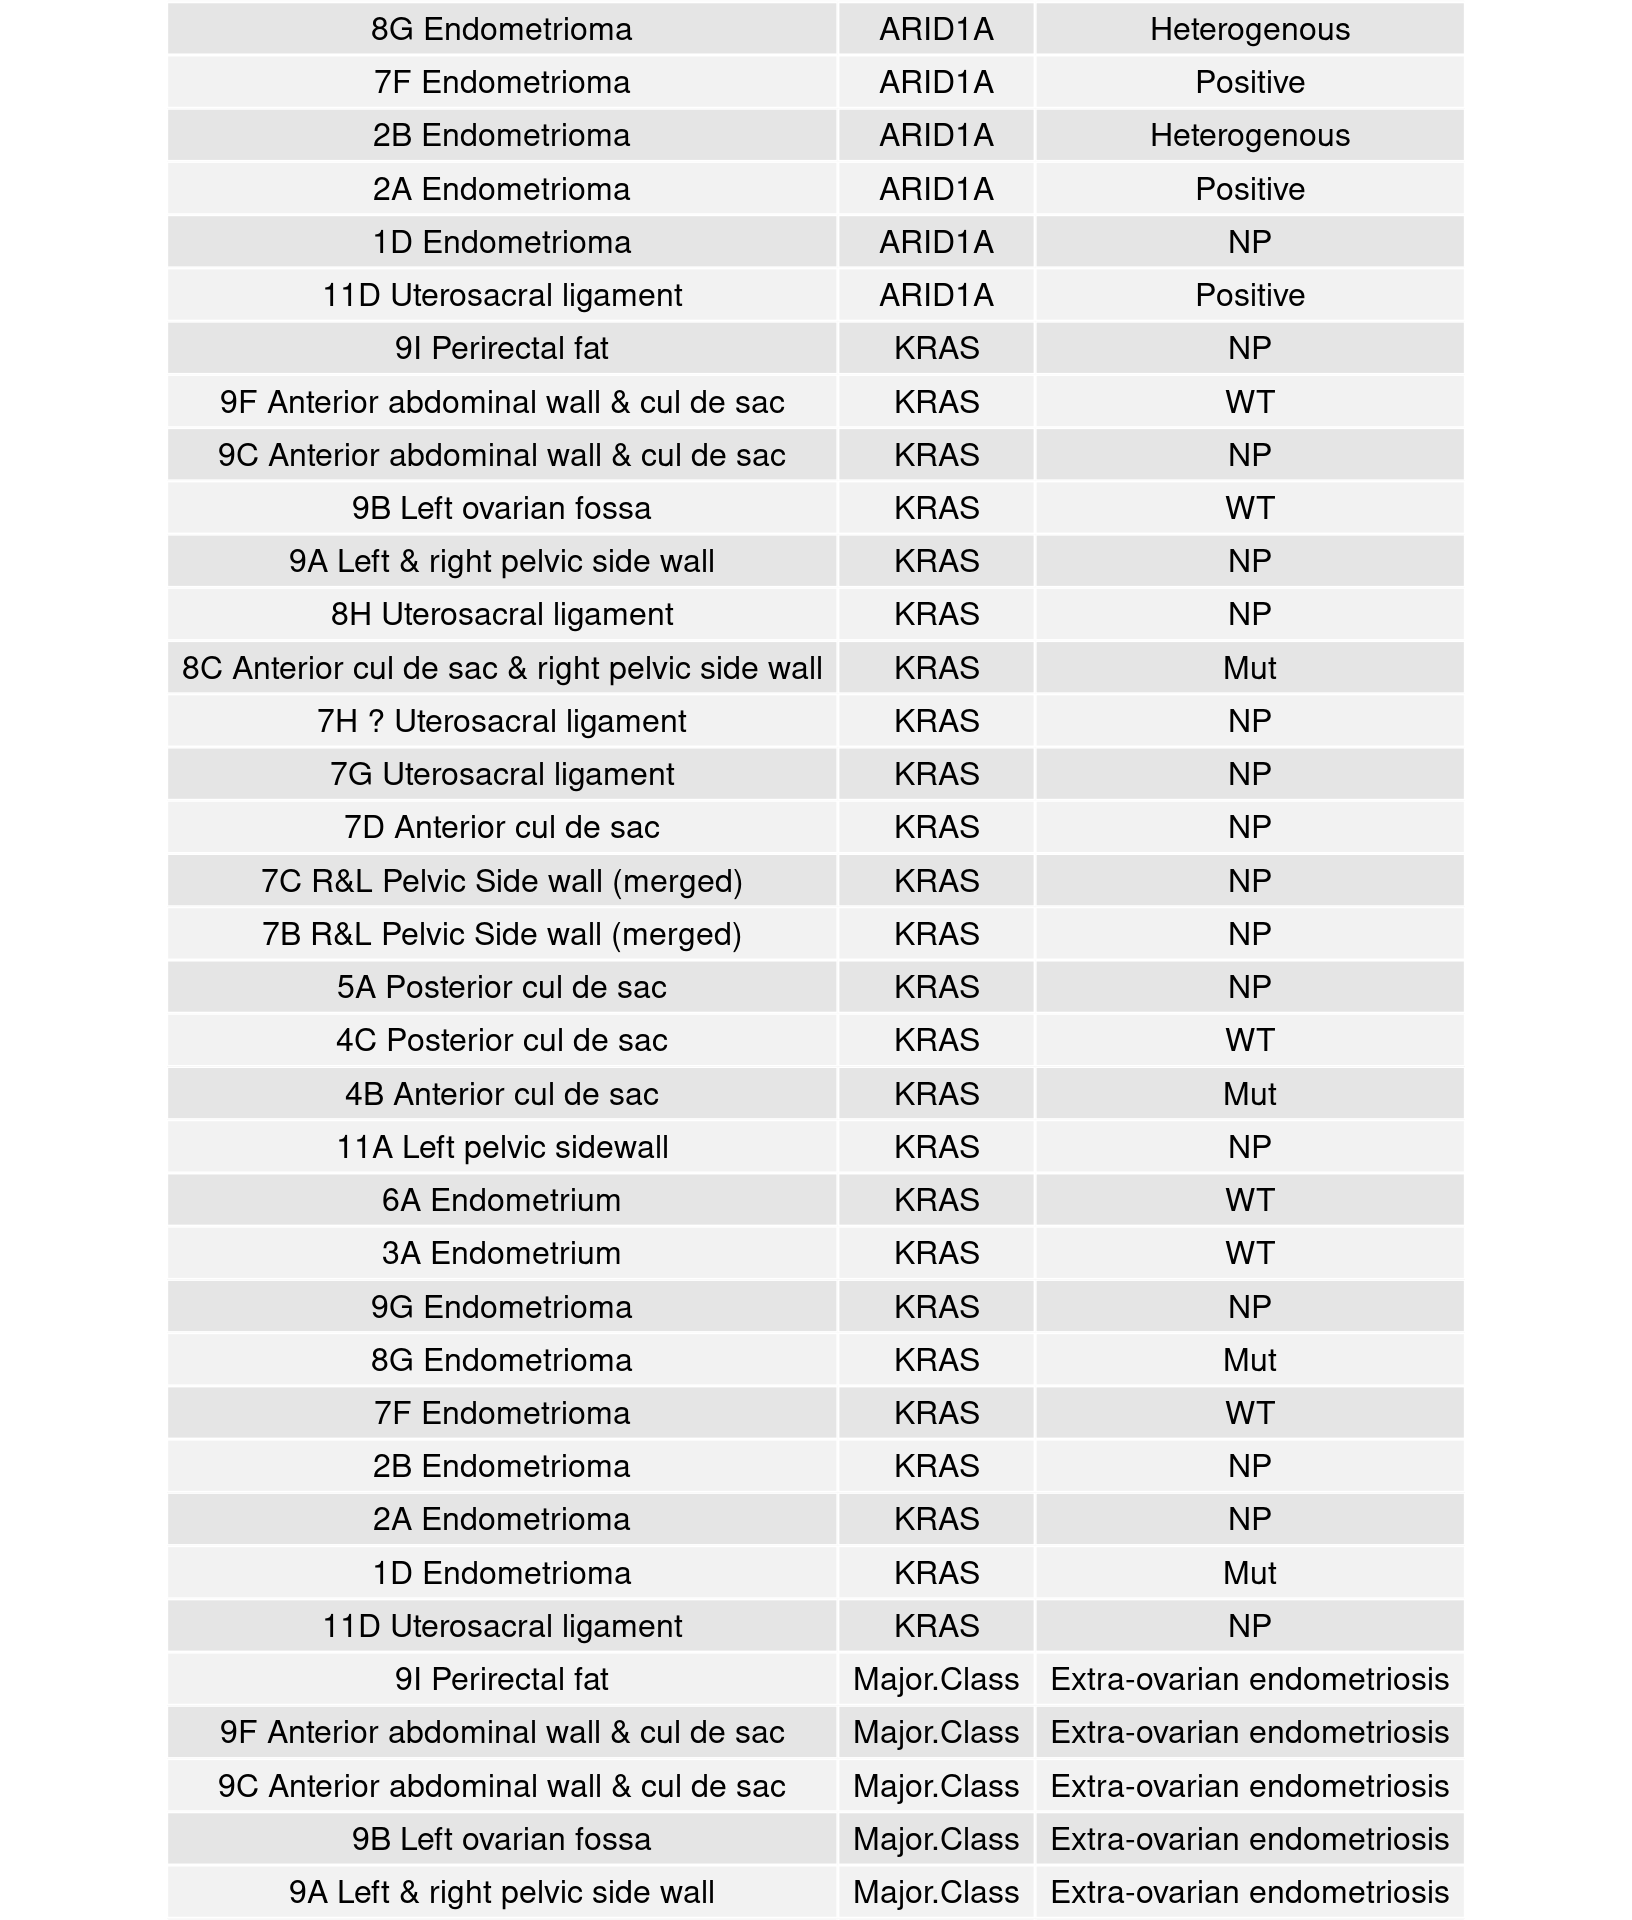 8G Endometrioma ARID1A Heterogenous
7F Endometrioma ARID1A Positive
2B Endometrioma ARID1A Heterogenous
2A Endometrioma ARID1A Positive
1D Endometrioma ARID1A NP
11D Uterosacral ligament ARID1A Positive
9I Perirectal fat KRAS NP
9F Anterior abdominal wall & cul de sac KRAS WT
9C Anterior abdominal wall & cul de sac KRAS NP
9B Left ovarian fossa KRAS WT
9A Left & right pelvic side wall KRAS NP
8H Uterosacral ligament KRAS NP
8C Anterior cul de sac & right pelvic side wall KRAS Mut
7H ? Uterosacral ligament KRAS NP
7G Uterosacral ligament KRAS NP
7D Anterior cul de sac KRAS NP
7C R&L Pelvic Side wall (merged) KRAS NP
7B R&L Pelvic Side wall (merged) KRAS NP
5A Posterior cul de sac KRAS NP
4C Posterior cul de sac KRAS WT
4B Anterior cul de sac KRAS Mut
11A Left pelvic sidewall KRAS NP
6A Endometrium KRAS WT
3A Endometrium KRAS WT
9G Endometrioma KRAS NP
8G Endometrioma KRAS Mut
7F Endometrioma KRAS WT
2B Endometrioma KRAS NP
2A Endometrioma KRAS NP
1D Endometrioma KRAS Mut
11D Uterosacral ligament KRAS NP
9I Perirectal fat Major.Class Extra-ovarian endometriosis
9F Anterior abdominal wall & cul de sac Major.Class Extra-ovarian endometriosis
9C Anterior abdominal wall & cul de sac Major.Class Extra-ovarian endometriosis
9B Left ovarian fossa Major.Class Extra-ovarian endometriosis
9A Left & right pelvic side wall Major.Class Extra-ovarian endometriosis